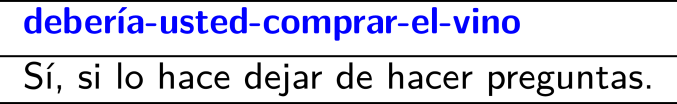 debería-usted-comprar-el-vino
Sí, si lo hace dejar de hacer preguntas.